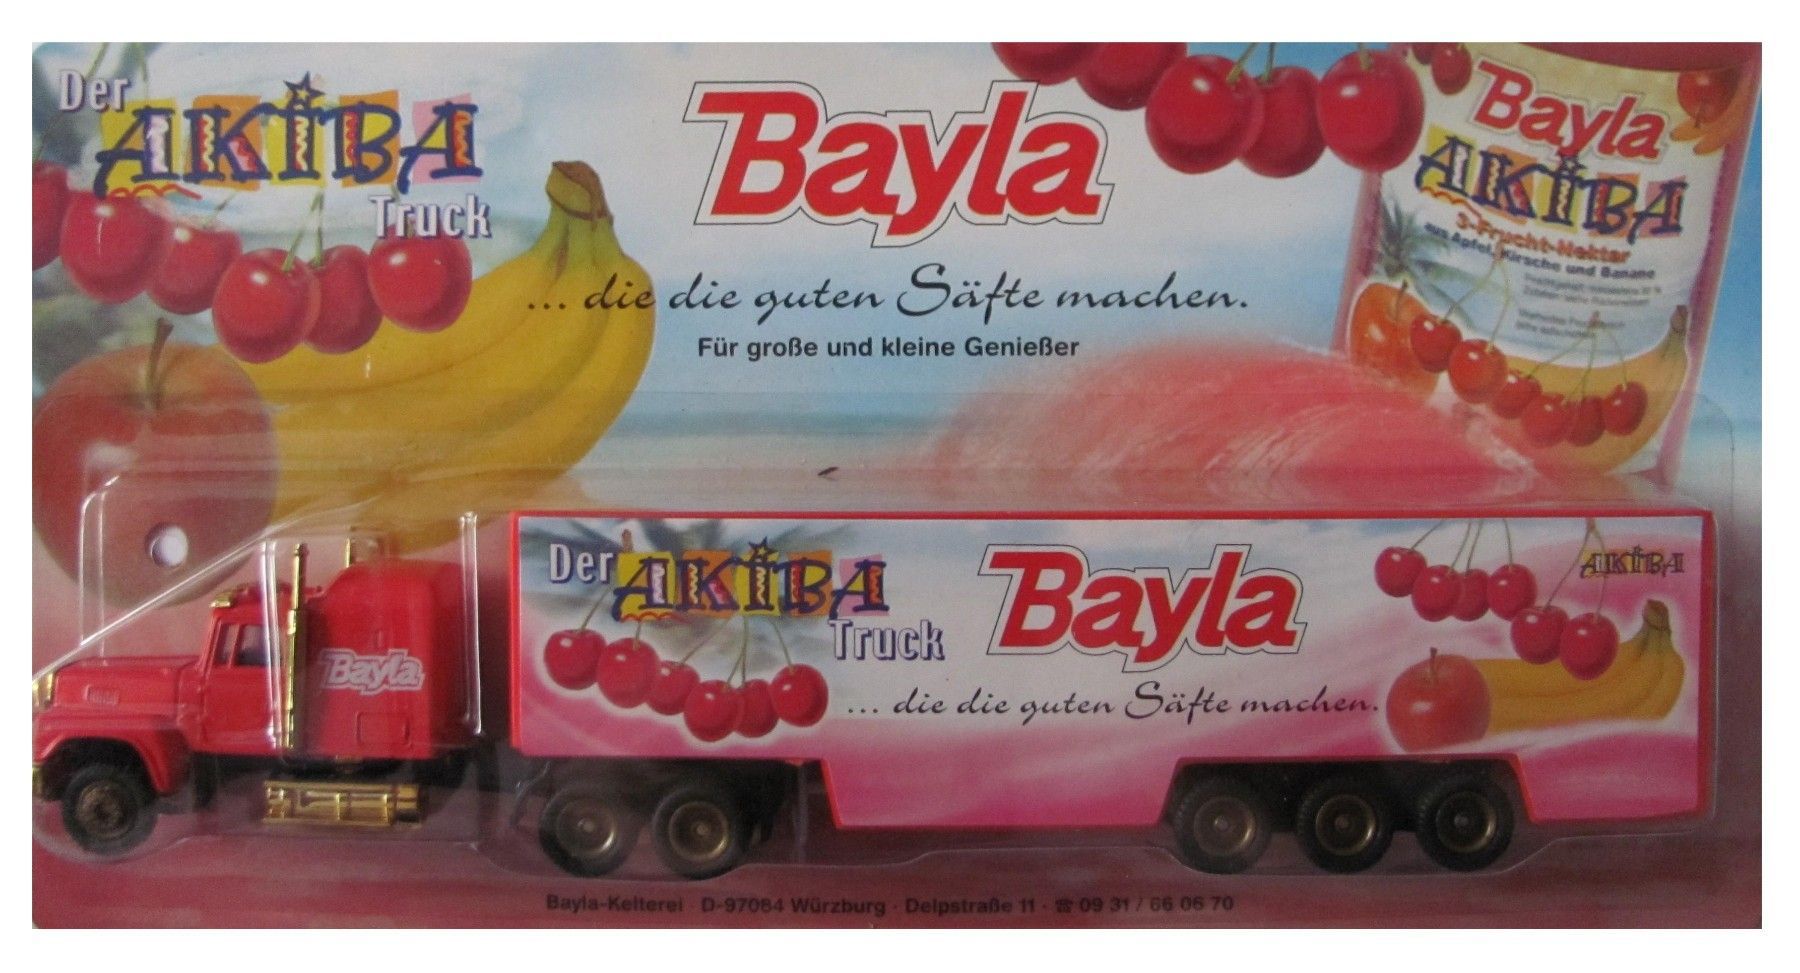 Der
AKIBA
Truck
Bayla
... die die guten Säfte machen.
Für große und kleine Genießer
Bayla
AKIBA
3-Frucht-Nektar
aus Apfel, Kirsche und Banane
Bayla
Der
AKIBA
Truck
Bayla
... die die guten Säfte machen.
AKIBA
Bayla-Kelterei · D-97084 Würzburg · Delpstraße 11 · ☎ 09 31 / 66 06 70